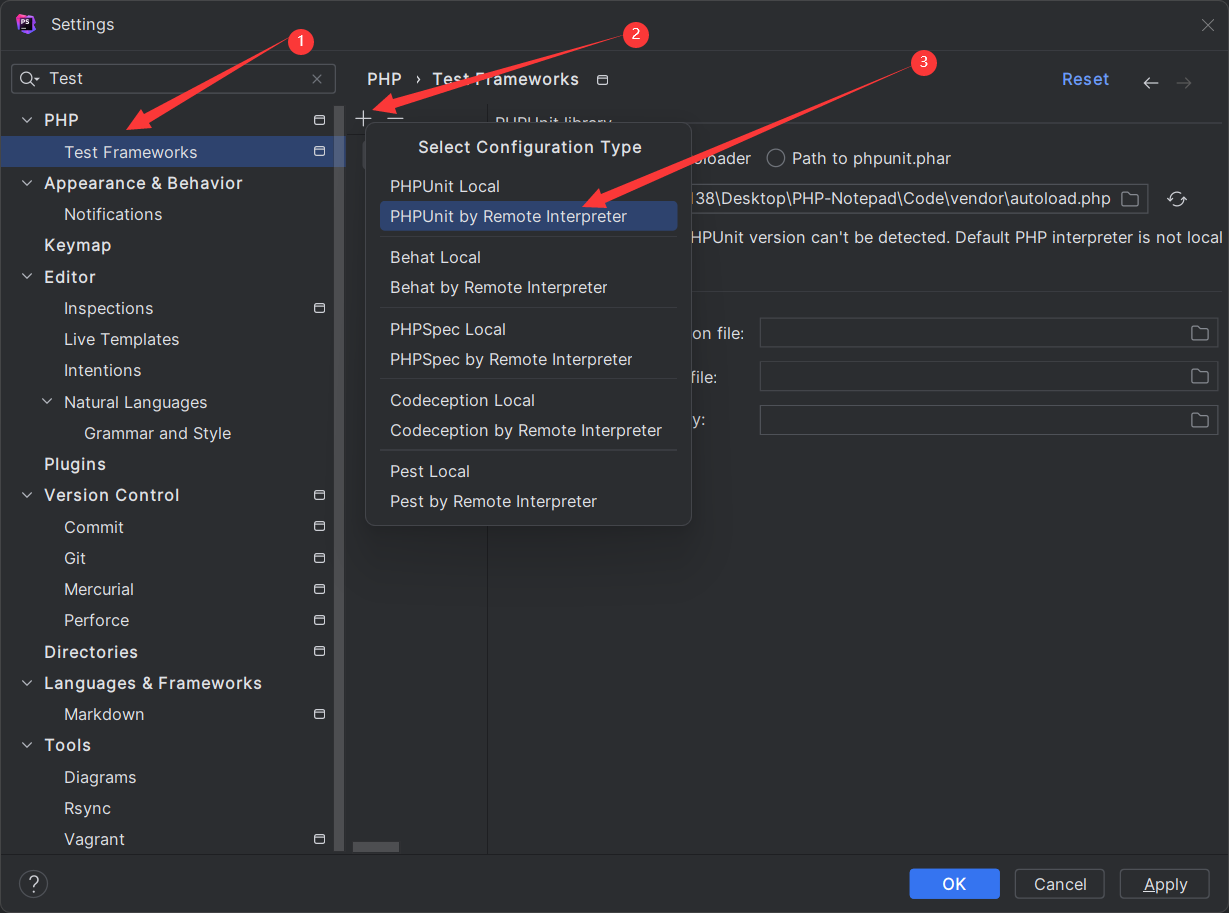 PS Settings
1
2
3
Test
PHP › Test Frameworks
Reset
PHP
Test Frameworks
Appearance & Behavior
Notifications
Keymap
Editor
Inspections
Live Templates
Intentions
Natural Languages
Grammar and Style
Plugins
Version Control
Commit
Git
Mercurial
Perforce
Directories
Languages & Frameworks
Markdown
Tools
Diagrams
Rsync
Vagrant
PHPUnit library
Select Configuration Type
PHPUnit Local
PHPUnit by Remote Interpreter
Behat Local
Behat by Remote Interpreter
PHPSpec Local
PHPSpec by Remote Interpreter
Codeception Local
Codeception by Remote Interpreter
Pest Local
Pest by Remote Interpreter
oloader Path to phpunit.phar
138\Desktop\PHP-Notepad\Code\vendor\autoload.php
HPUnit version can't be detected. Default PHP interpreter is not local
on file:
file:
y:
?
OK
Cancel
Apply